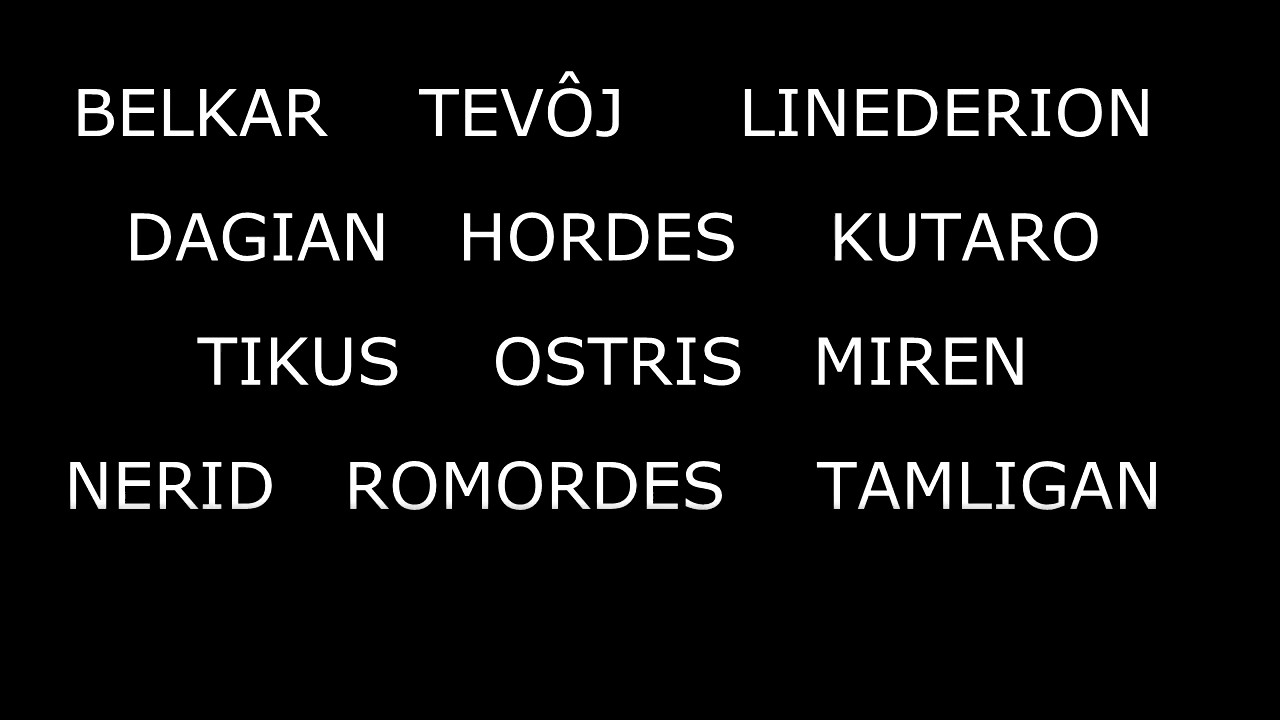 BELKAR TEVÔJ LINEDERION
DAGIAN HORDES KUTARO
TIKUS OSTRIS MIREN
NERID ROMORDES TAMLIGAN